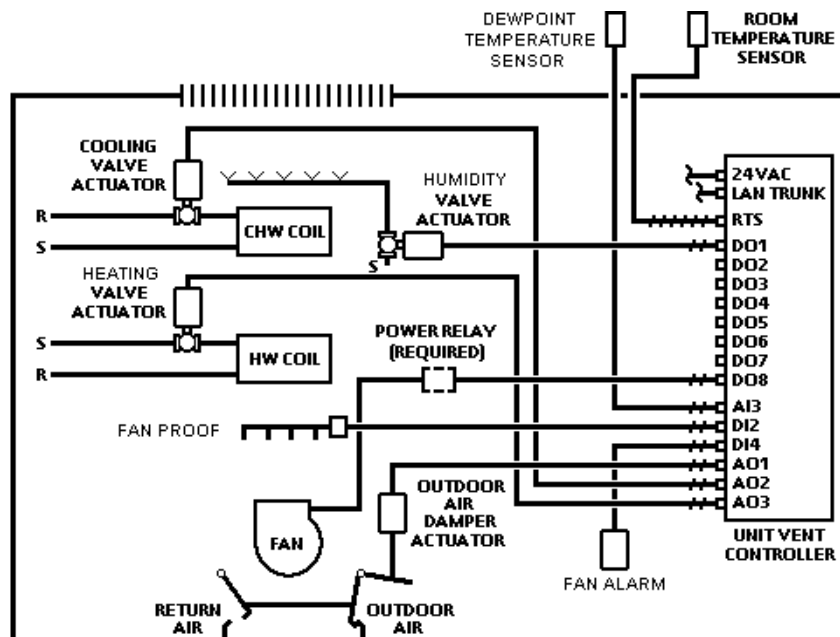 DEWPOINT
TEMPERATURE
SENSOR
ROOM
TEMPERATURE
SENSOR
COOLING
VALVE
ACTUATOR
R
S
CHW COIL
HUMIDITY
VALVE
ACTUATOR
S
HEATING
VALVE
ACTUATOR
S
R
HW COIL
POWER RELAY
(REQUIRED)
FAN PROOF
FAN
OUTDOOR
AIR
DAMPER
ACTUATOR
RETURN
AIR
OUTDOOR
AIR
FAN ALARM
24VAC
LAN TRUNK
RTS
DO1
DO2
DO3
DO4
DO5
DO6
DO7
DO8
AI3
DI2
DI4
AO1
AO2
AO3
UNIT VENT
CONTROLLER